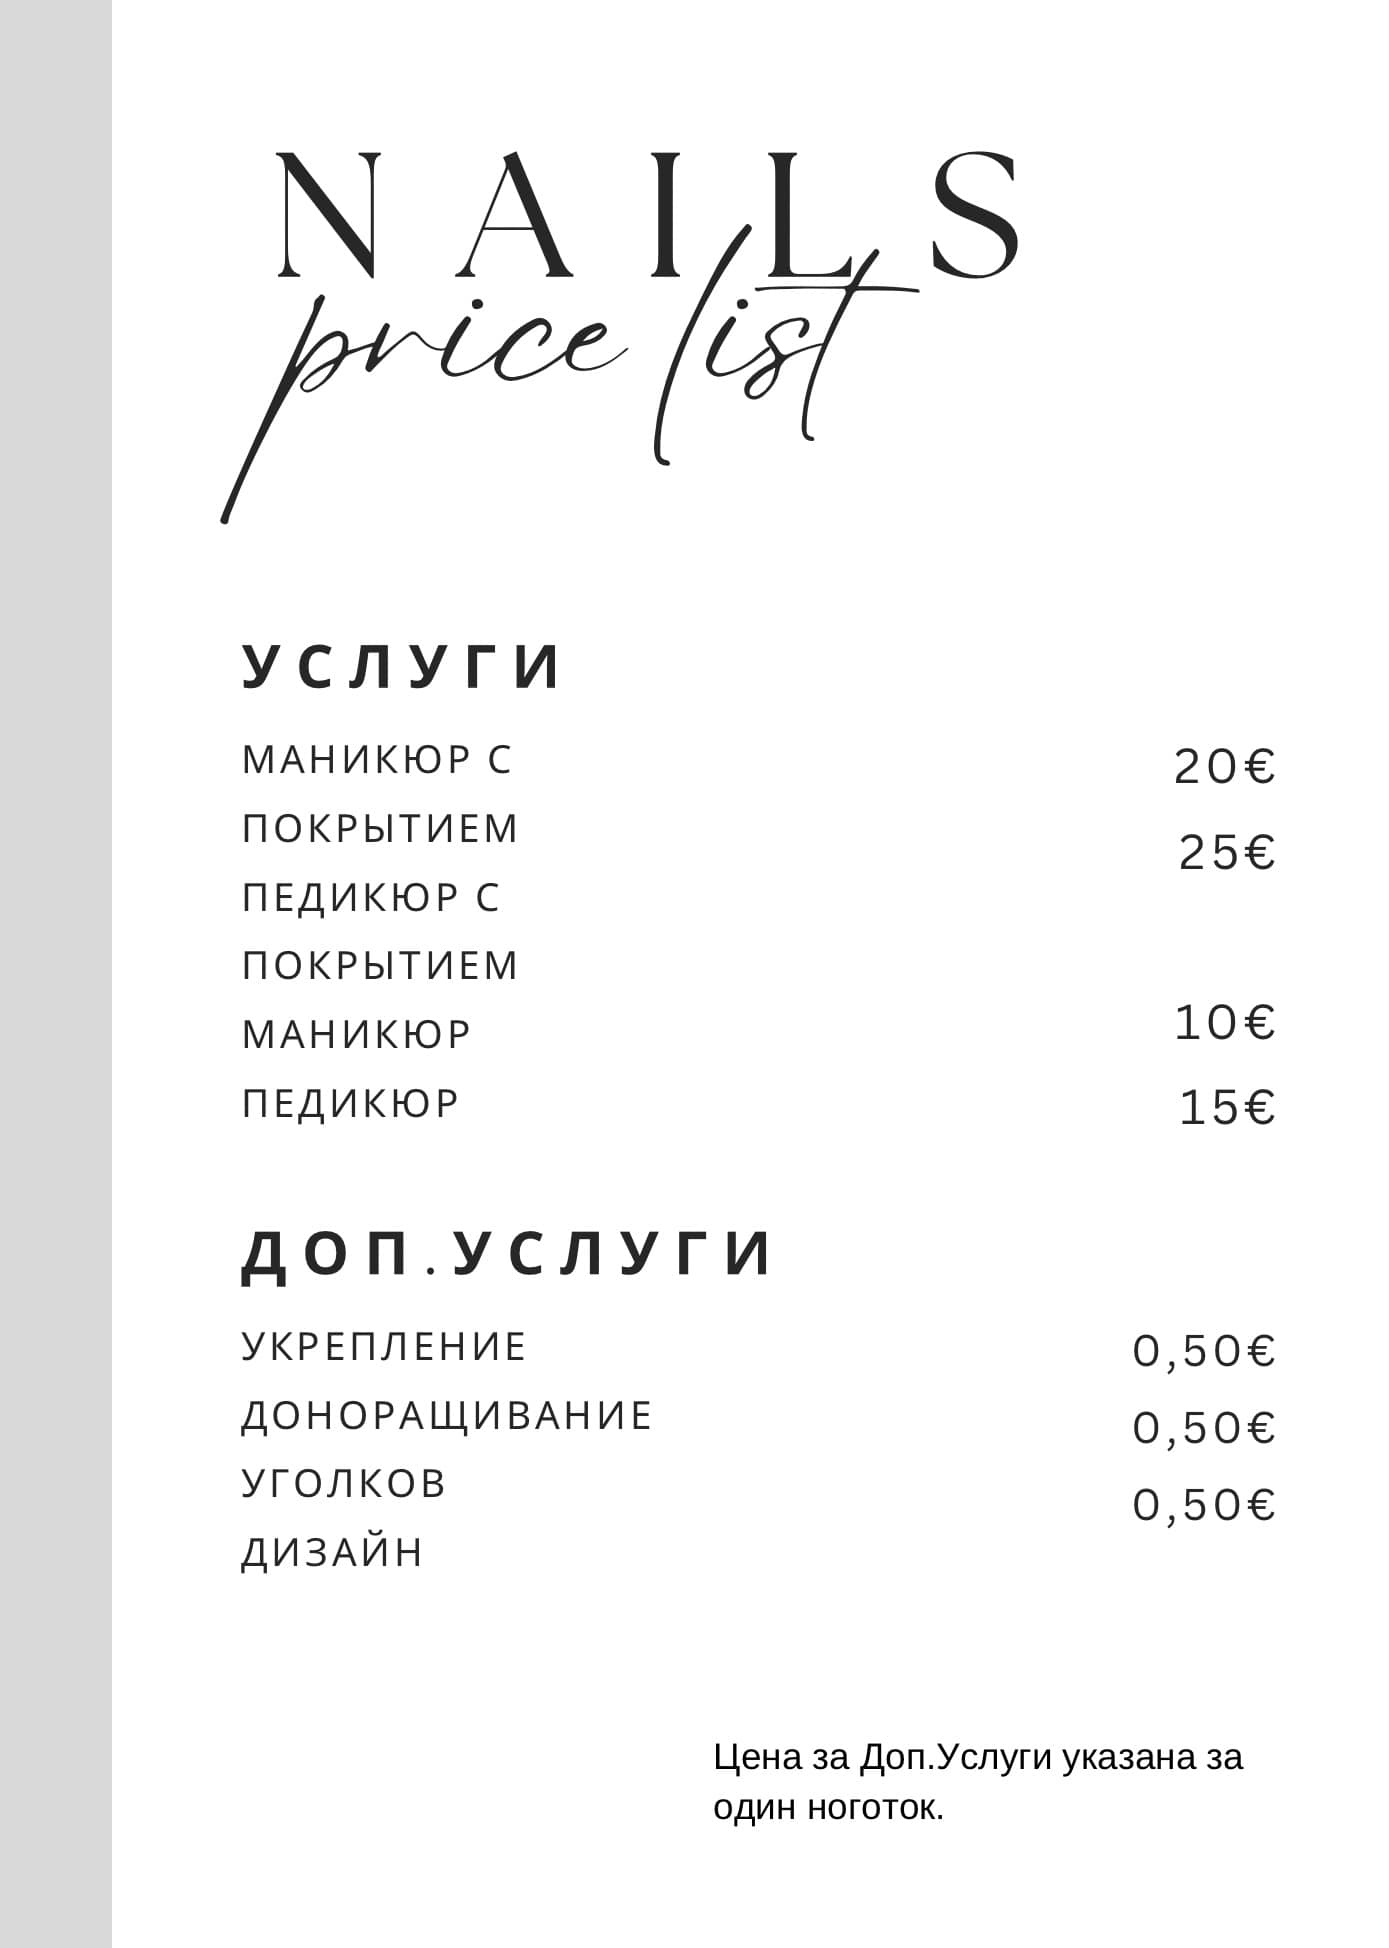 NAILS
price list
УСЛУГИ
МАНИКЮР С
20€
ПОКРЫТИЕМ
25€
ПЕДИКЮР С
ПОКРЫТИЕМ
МАНИКЮР
10€
ПЕДИКЮР
15€
ДОП.УСЛУГИ
УКРЕПЛЕНИЕ
0,50€
ДОНОРАЩИВАНИЕ
0,50€
УГОЛКОВ
0,50€
ДИЗАЙН
Цена за Доп.Услуги указана за
один ноготок.